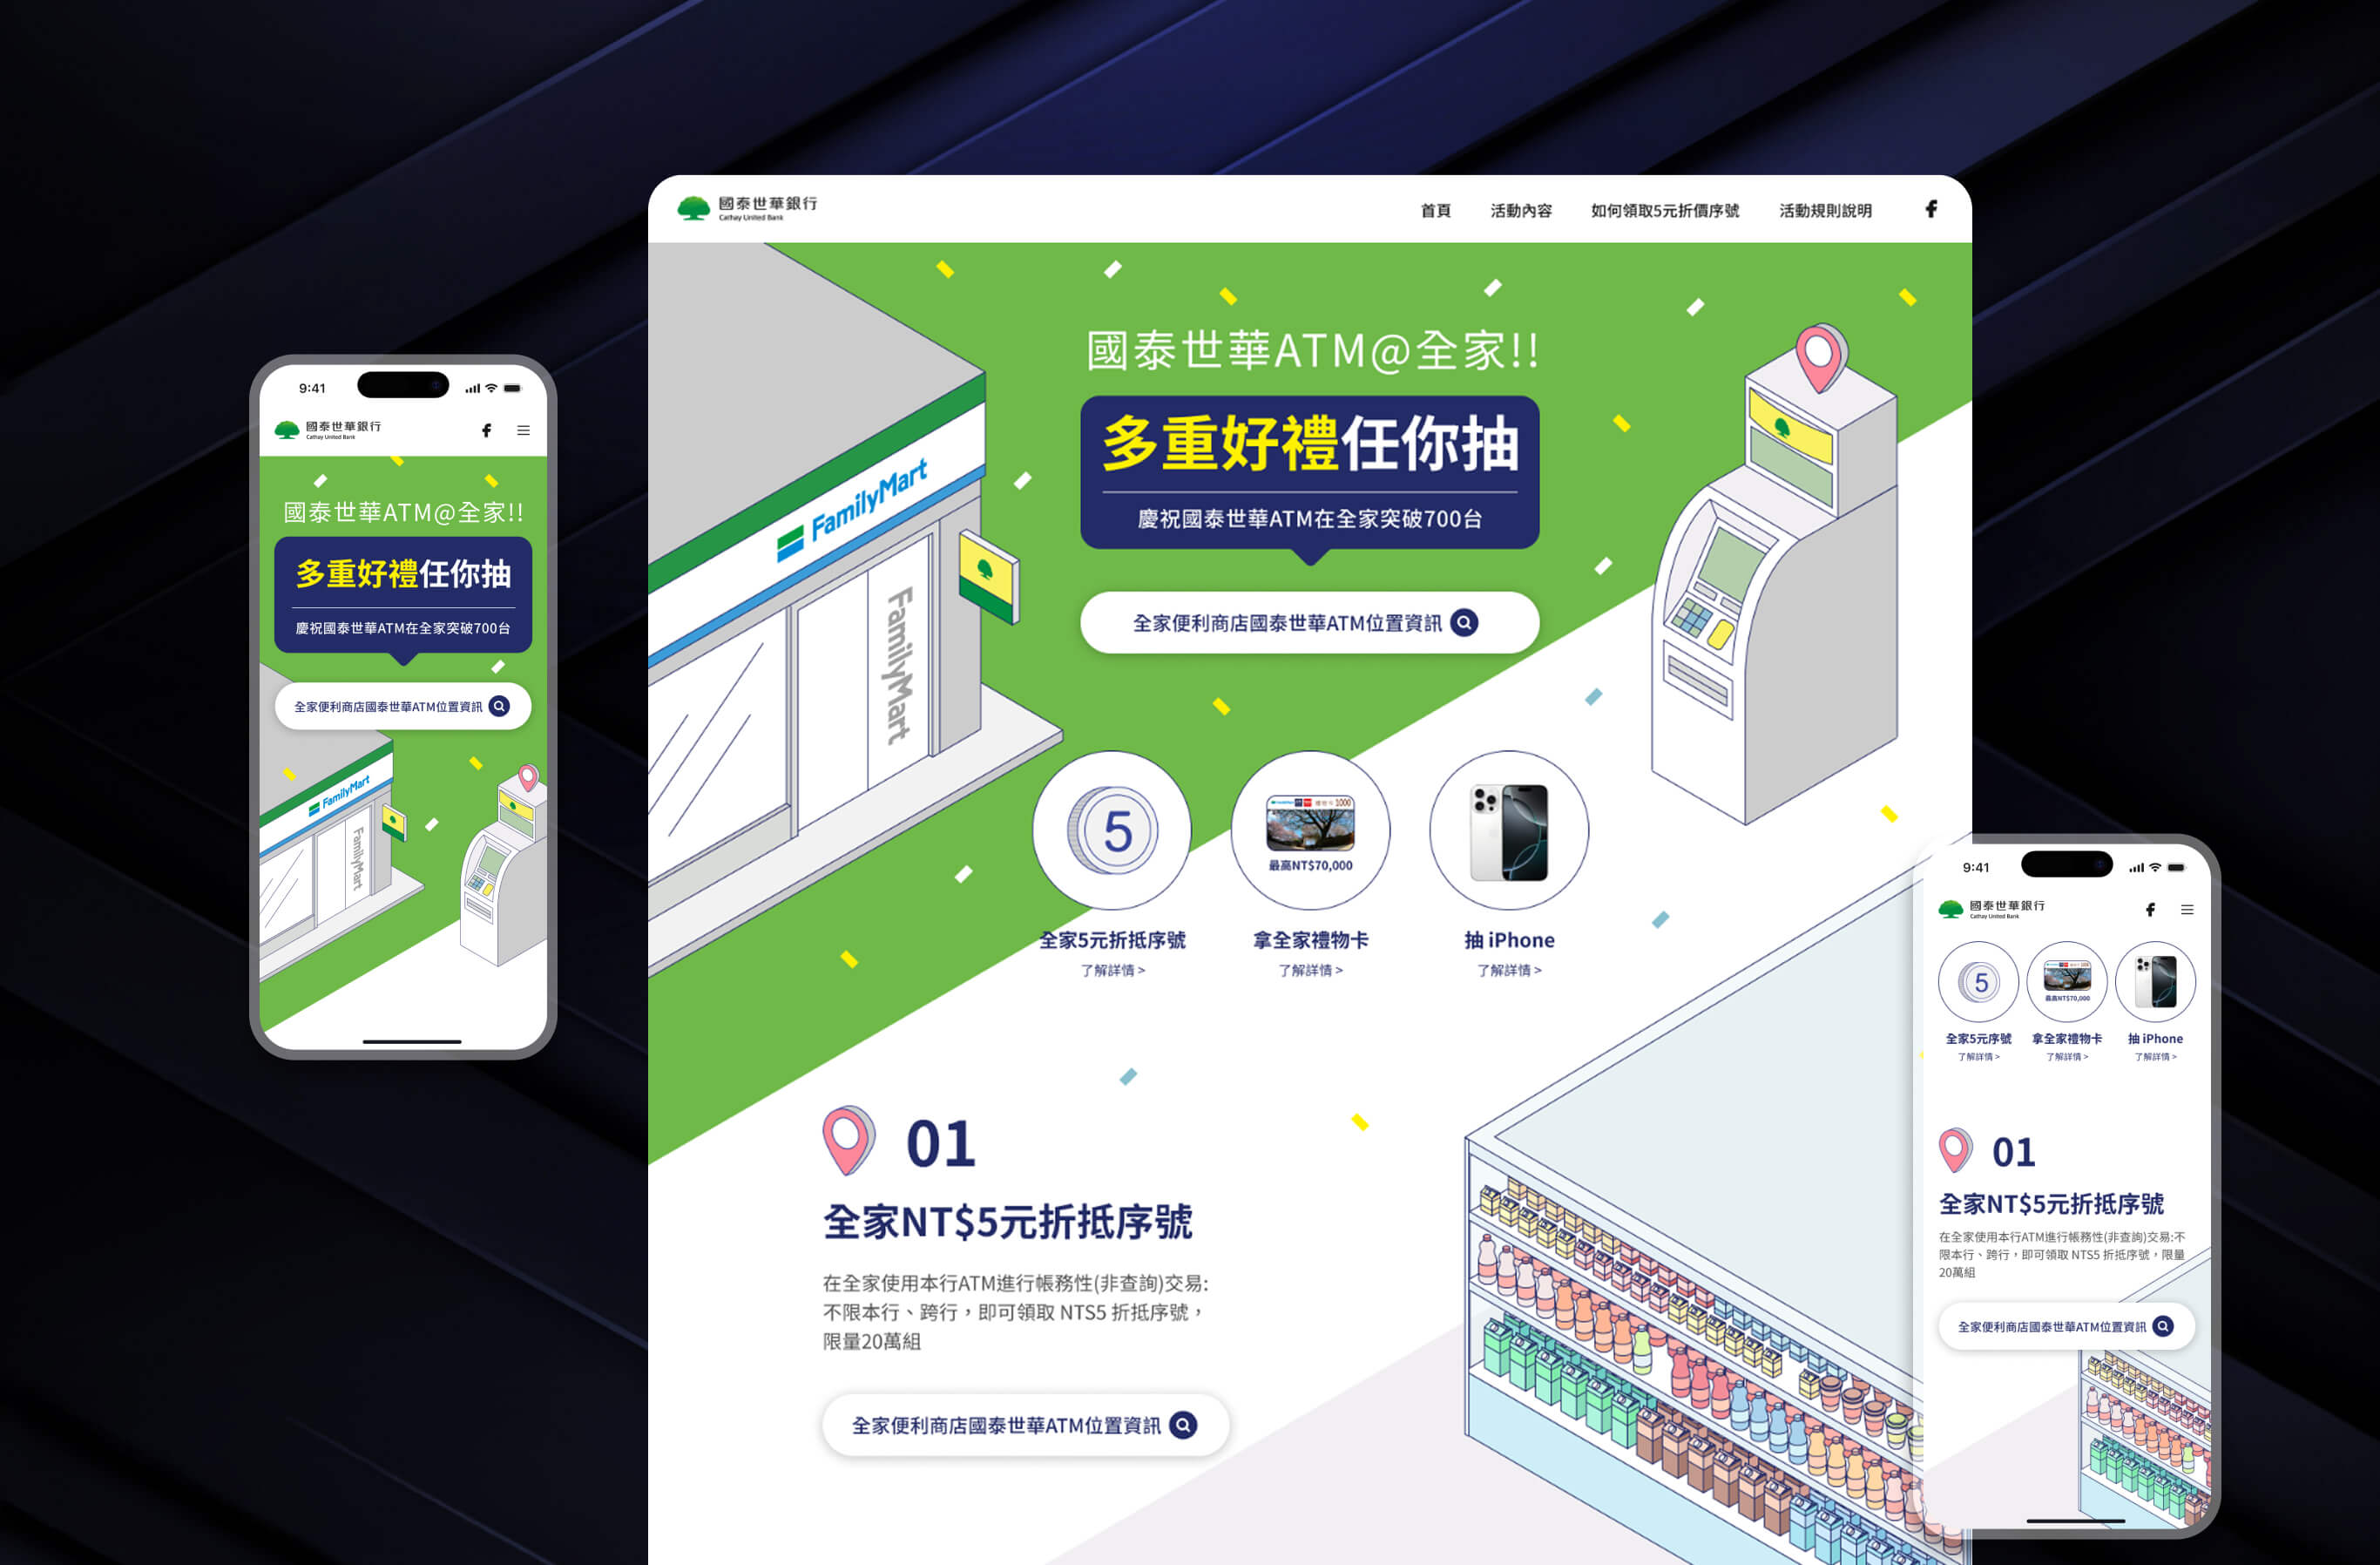 國泰世華銀行
Cathay United Bank
首頁
活動內容
如何領取5元折價序號
活動規則說明
國泰世華ATM@全家!!
多重好禮任你抽
慶祝國泰世華ATM在全家突破700台
全家便利商店國泰世華ATM位置資訊
FamilyMart
FamilyMart
5
禮物卡 1000
最高NT$70,000
全家5元折抵序號
了解詳情 >
拿全家禮物卡
了解詳情 >
抽 iPhone
了解詳情 >
01
全家NT$5元折抵序號
在全家使用本行ATM進行帳務性(非查詢)交易:
不限本行、跨行，即可領取 NTS5 折抵序號，
限量20萬組
全家便利商店國泰世華ATM位置資訊
9:41
國泰世華銀行
Cathay United Bank
國泰世華ATM@全家!!
多重好禮任你抽
慶祝國泰世華ATM在全家突破700台
全家便利商店國泰世華ATM位置資訊
FamilyMart
FamilyMart
9:41
國泰世華銀行
Cathay United Bank
5
最高NT$70,000
全家5元序號
了解詳情 >
拿全家禮物卡
了解詳情 >
抽 iPhone
了解詳情 >
01
全家NT$5元折抵序號
在全家使用本行ATM進行帳務性(非查詢)交易:不
限本行、跨行，即可領取 NTS5 折抵序號，限量
20萬組
全家便利商店國泰世華ATM位置資訊